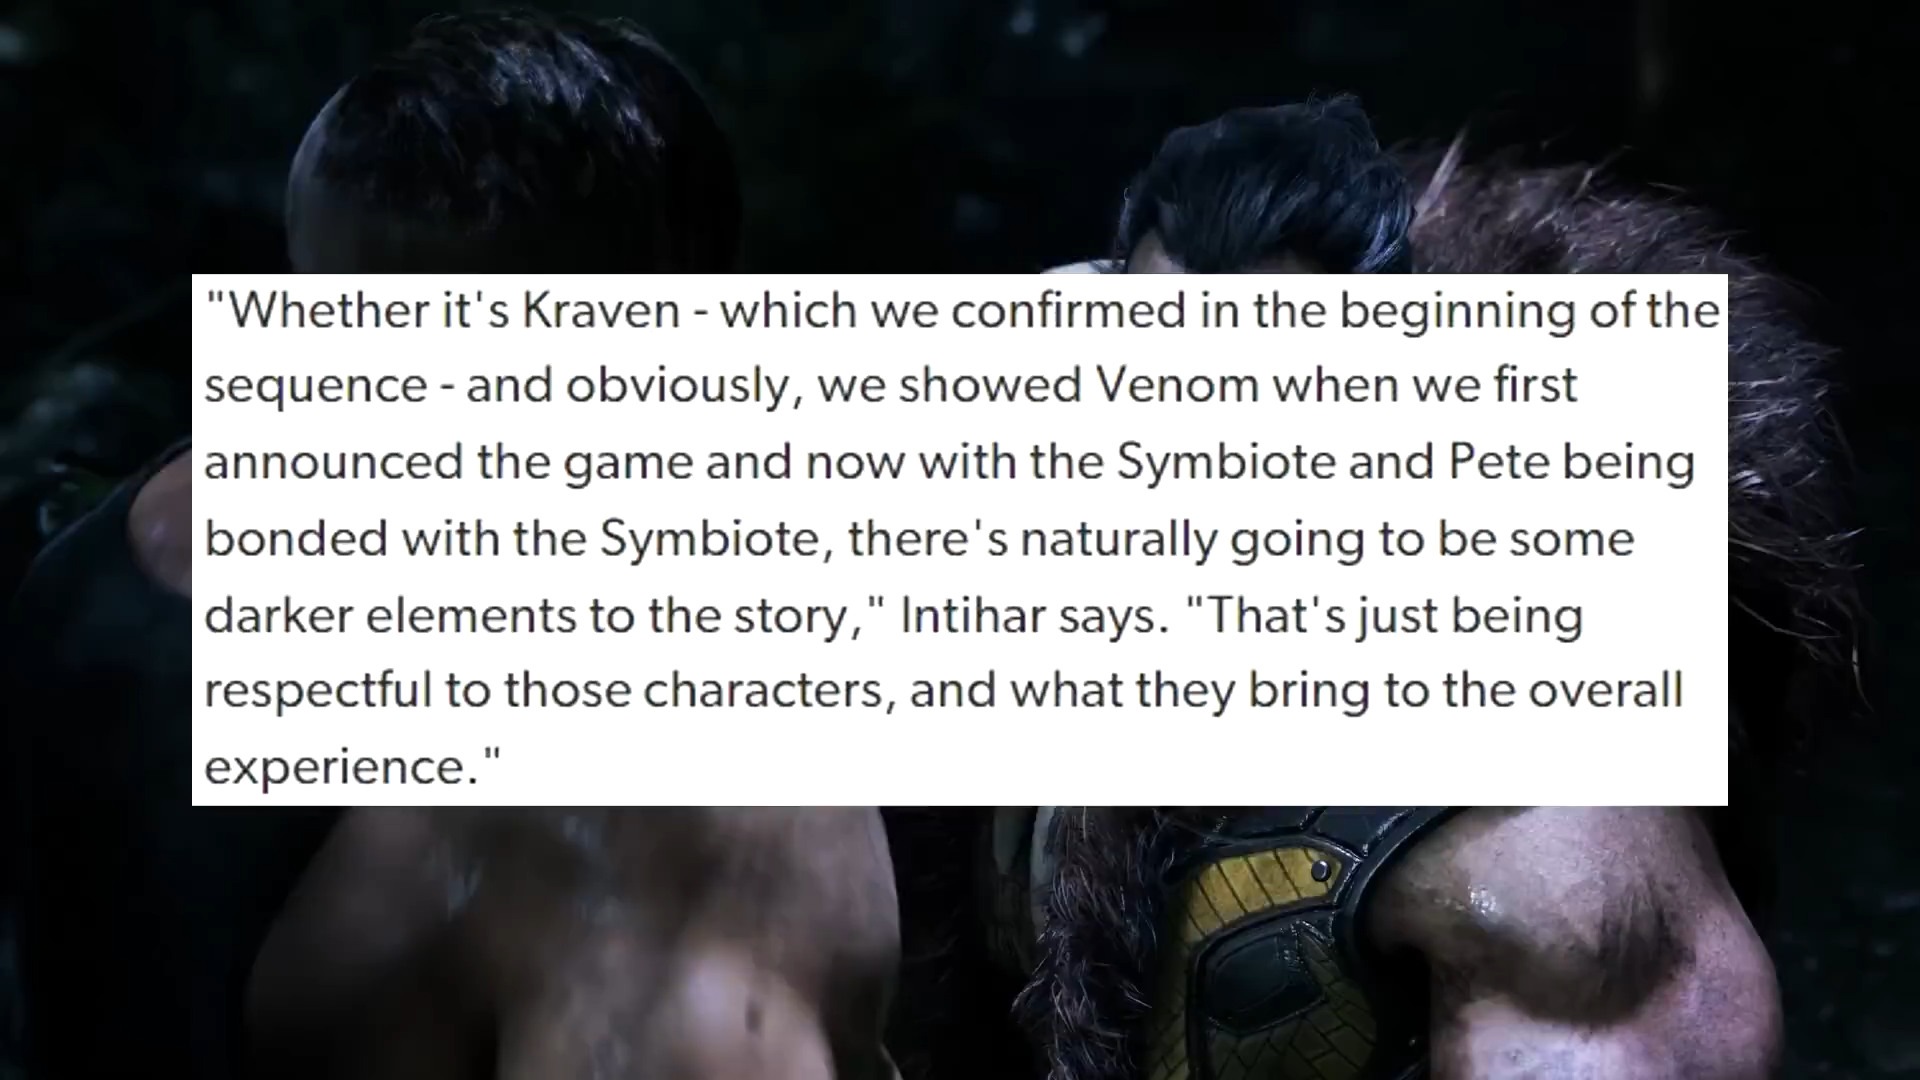 "Whether it's Kraven - which we confirmed in the beginning of the
sequence - and obviously, we showed Venom when we first
announced the game and now with the Symbiote and Pete being
bonded with the Symbiote, there's naturally going to be some
darker elements to the story," Intihar says. "That's just being
respectful to those characters, and what they bring to the overall
experience."